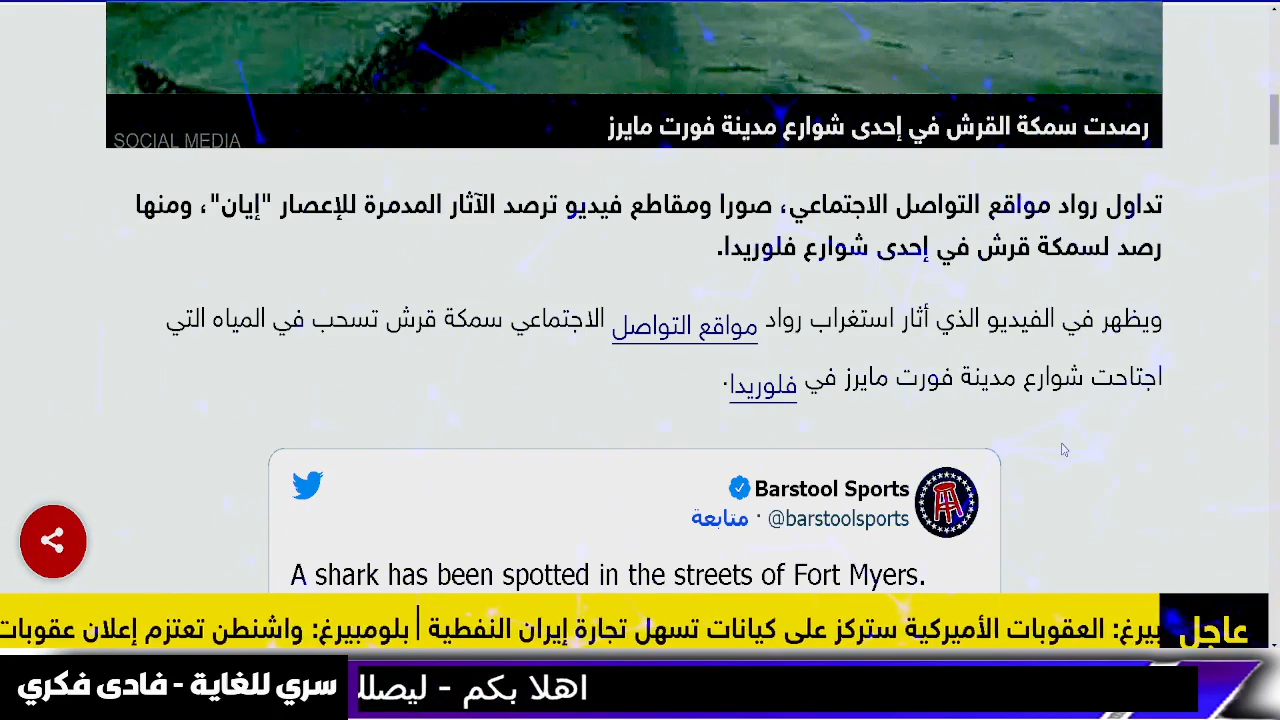 رصدت سمكة القرش في إحدى شوارع مدينة فورت مايرز
SOCIAL MEDIA
تداول رواد مواقع التواصل الاجتماعي، صورا ومقاطع فيديو ترصد الآثار المدمرة للإعصار "إيان"، ومنها
رصد لسمكة قرش في إحدى شوارع فلوريدا.
ويظهر في الفيديو الذي أثار استغراب رواد مواقع التواصل الاجتماعي سمكة قرش تسحب في المياه التي
اجتاحت شوارع مدينة فورت مايرز في فلوريدا.
Barstool Sports
@barstoolsports · متابعة
A shark has been spotted in the streets of Fort Myers.
عاجل
بيرغ: العقوبات الأميركية ستركز على كيانات تسهل تجارة إيران النفطية | بلومبيرغ: واشنطن تعتزم إعلان عقوبات
اهلا بكم - ليصلك
سري للغاية - فادى فكري